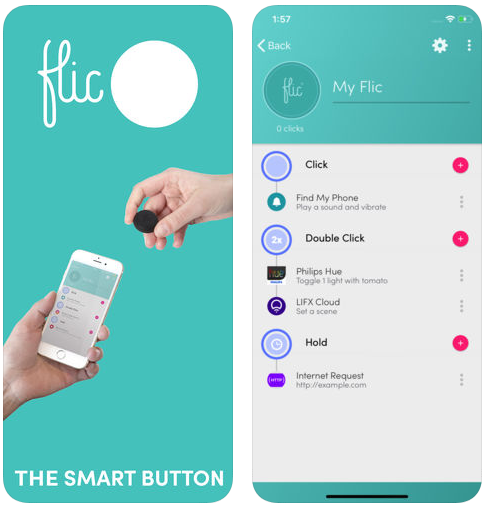 flic
THE SMART BUTTON
1:57
Back
flic
My Flic
0 clicks
Click
Find My Phone
Play a sound and vibrate
2x
Double Click
hue
PHILIPS
Philips Hue
Toggle 1 light with tomato
LIFX Cloud
Set a scene
Hold
HTTP
Internet Request
http://example.com